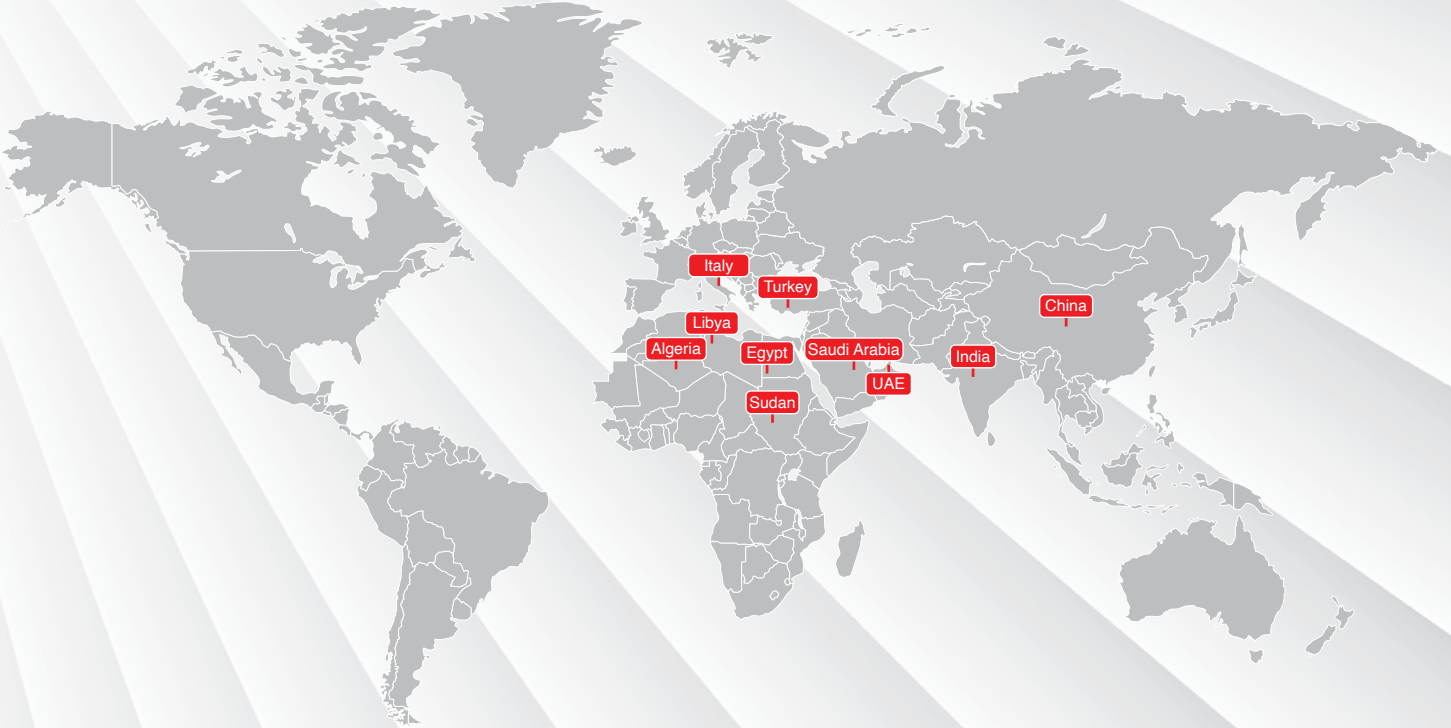 Italy
Turkey
China
Libya
Algeria
Egypt
Saudi Arabia
India
UAE
Sudan